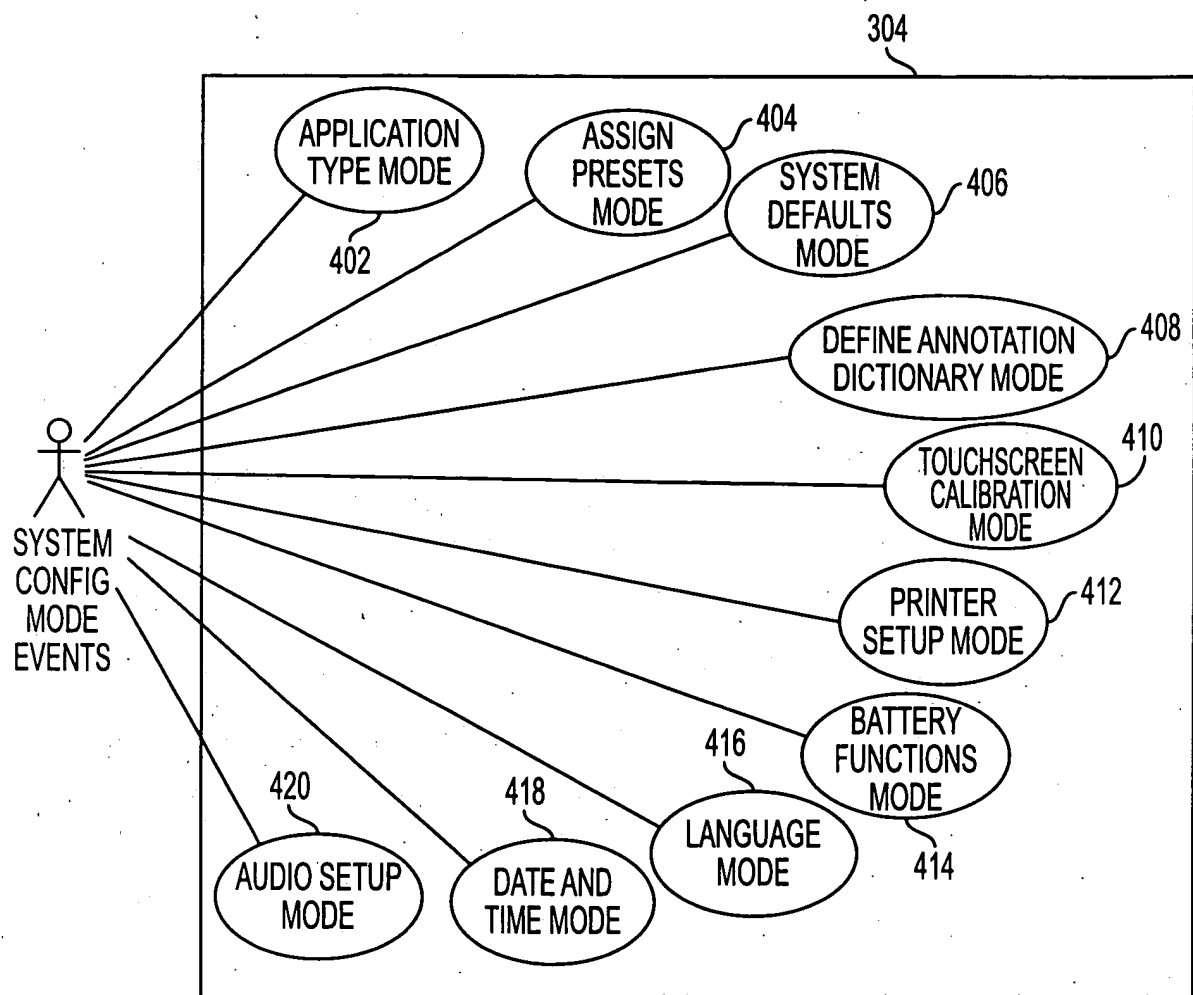 304
APPLICATION
TYPE MODE
402
ASSIGN
PRESETS
MODE
404
SYSTEM
DEFAULTS
MODE
406
DEFINE ANNOTATION
DICTIONARY MODE
408
TOUCHSCREEN
CALIBRATION
MODE
410
SYSTEM
CONFIG
MODE
EVENTS
PRINTER
SETUP MODE
412
BATTERY
FUNCTIONS
MODE
414
416
LANGUAGE
MODE
418
DATE AND
TIME MODE
420
AUDIO SETUP
MODE